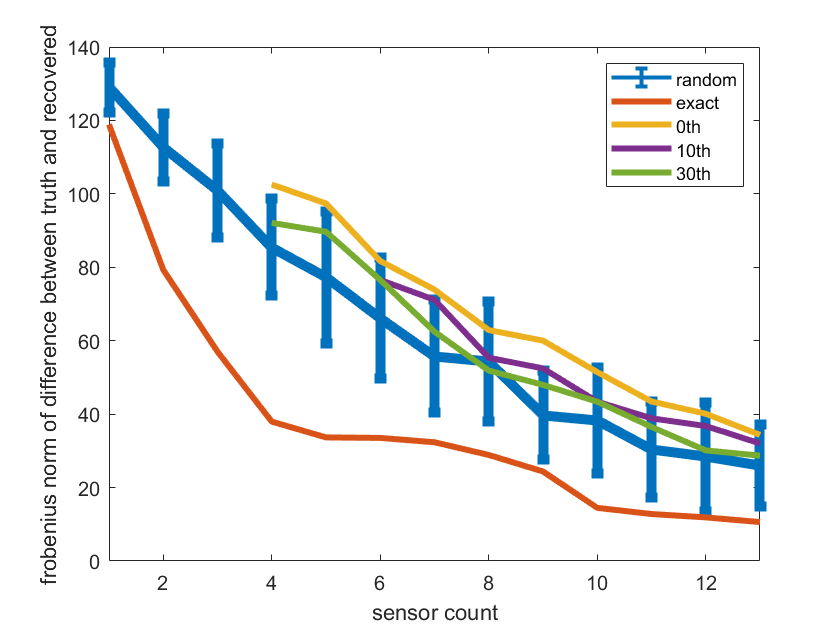 frobenius norm of difference between truth and recovered
140
120
100
80
60
40
20
0
2
4
6
8
10
12
sensor count
random
exact
0th
10th
30th